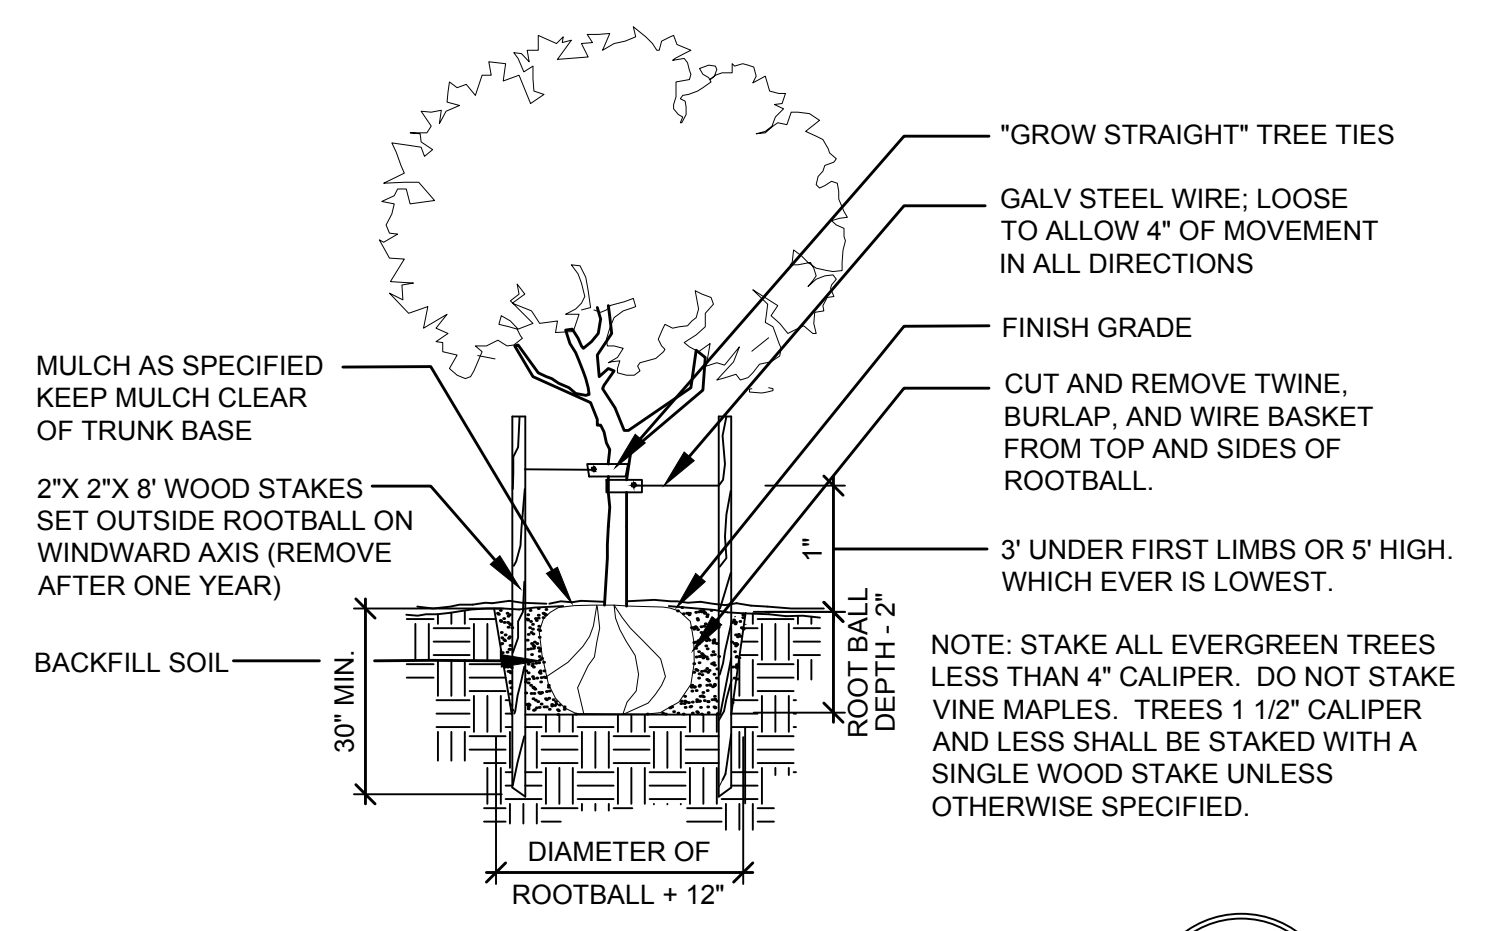 "GROW STRAIGHT" TREE TIES
GALV STEEL WIRE; LOOSE
TO ALLOW 4" OF MOVEMENT
IN ALL DIRECTIONS
FINISH GRADE
MULCH AS SPECIFIED
KEEP MULCH CLEAR
OF TRUNK BASE
CUT AND REMOVE TWINE,
BURLAP, AND WIRE BASKET
FROM TOP AND SIDES OF
ROOTBALL.
2"X 2"X 8' WOOD STAKES
SET OUTSIDE ROOTBALL ON
WINDWARD AXIS (REMOVE
AFTER ONE YEAR)
1"
3' UNDER FIRST LIMBS OR 5' HIGH.
WHICH EVER IS LOWEST.
BACKFILL SOIL
30" MIN.
ROOT BALL
DEPTH - 2"
NOTE: STAKE ALL EVERGREEN TREES
LESS THAN 4" CALIPER.  DO NOT STAKE
VINE MAPLES.  TREES 1 1/2" CALIPER
AND LESS SHALL BE STAKED WITH A
SINGLE WOOD STAKE UNLESS
OTHERWISE SPECIFIED.
DIAMETER OF
ROOTBALL + 12"